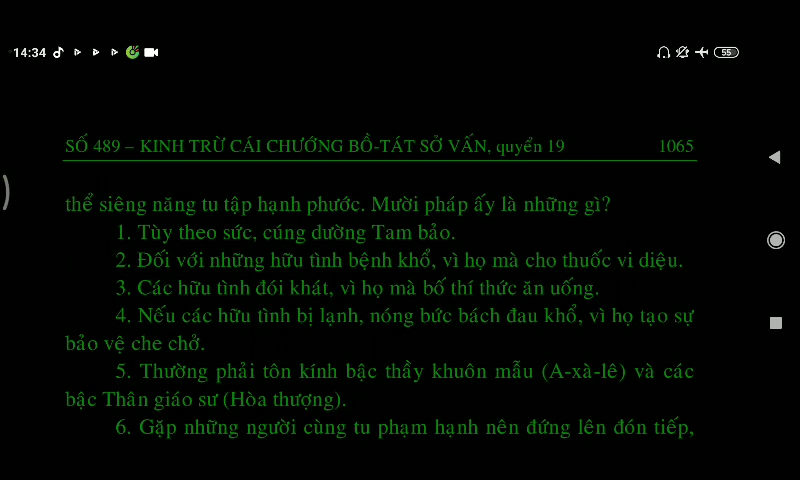 14:34
55
SỐ 489 – KINH TRỪ CÁI CHƯỚNG BỒ-TÁT SỞ VẤN, quyển 19 1065
thể siêng năng tu tập hạnh phước. Mười pháp ấy là những gì?
1. Tùy theo sức, cúng dường Tam bảo.
2. Đối với những hữu tình bệnh khổ, vì họ mà cho thuốc vi diệu.
3. Các hữu tình đói khát, vì họ mà bố thí thức ăn uống.
4. Nếu các hữu tình bị lạnh, nóng bức bách đau khổ, vì họ tạo sự
bảo vệ che chở.
5. Thường phải tôn kính bậc thầy khuôn mẫu (A-xà-lê) và các
bậc Thân giáo sư (Hòa thượng).
6. Gặp những người cùng tu phạm hạnh nên đứng lên đón tiếp,